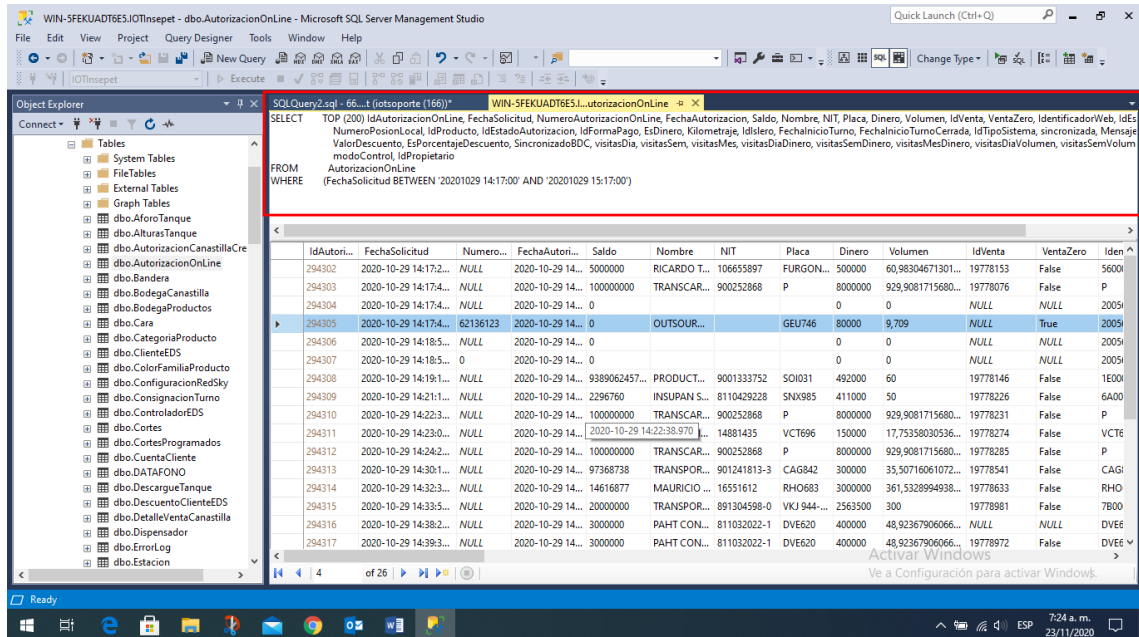 WIN-5FEKUADT6E5.IOTInsepet - dbo.AutorizacionOnLine - Microsoft SQL Server Management Studio
Quick Launch (Ctrl+Q)
File Edit View Project Query Designer Tools Window Help
New Query
Change Type
IOTInsepet
Execute
Object Explorer
Connect
Tables
System Tables
FileTables
External Tables
Graph Tables
dbo.AforoTanque
dbo.AlturasTanque
dbo.AutorizacionCanastillaCre
dbo.AutorizacionOnLine
dbo.Bandera
dbo.BodegaCanastilla
dbo.BodegaProductos
dbo.Cara
dbo.CategoriaProducto
dbo.ClienteEDS
dbo.ColorFamiliaProducto
dbo.ConfiguracionRedSky
dbo.ConsignacionTurno
dbo.ControladorEDS
dbo.Cortes
dbo.CortesProgramados
dbo.CuentaCliente
dbo.DATAFONO
dbo.DescargueTanque
dbo.DescuentoClienteEDS
dbo.DetalleVentaCanastilla
dbo.Dispensador
dbo.ErrorLog
dbo.Estacion
SQLQuery2.sql - 66....t (iotsoporte (166))*
WIN-5FEKUADT6E5.I...utorizacionOnLine
SELECT TOP (200) IdAutorizacionOnLine, FechaSolicitud, NumeroAutorizacionOnLine, FechaAutorizacion, Saldo, Nombre, NIT, Placa, Dinero, Volumen, IdVenta, VentaZero, IdentificadorWeb, IdEs
NumeroPosionLocal, IdProducto, IdEstadoAutorizacion, IdFormaPago, EsDinero, Kilometraje, IdIslero, FechaInicioTurno, FechaInicioTurnoCerrada, IdTipoSistema, sincronizada, Mensaje
ValorDescuento, EsPorcentajeDescuento, SincronizadoBDC, visitasDia, visitasSem, visitasMes, visitasDiaDinero, visitasSemDinero, visitasMesDinero, visitasDiaVolumen, visitasSemVolum
modoControl, IdPropietario
FROM AutorizacionOnLine
WHERE (FechaSolicitud BETWEEN '20201029 14:17:00' AND '20201029 15:17:00')
IdAutori... FechaSolicitud Numero... FechaAutori... Saldo Nombre NIT Placa Dinero Volumen IdVenta VentaZero Iden
294302 2020-10-29 14:17:2... NULL 2020-10-29 14... 5000000 RICARDO T... 106655897 FURGON... 500000 60,98304671301... 19778153 False 5600
294303 2020-10-29 14:17:4... NULL 2020-10-29 14... 100000000 TRANSCAR... 900252868 P 8000000 929,9081715680... 19778076 False P
294304 2020-10-29 14:17:4... NULL 2020-10-29 14... 0 0 0 NULL NULL 2005
294305 2020-10-29 14:17:4... 62136123 2020-10-29 14... 0 OUTSOUR... GEU746 80000 9,709 NULL True 2005
294306 2020-10-29 14:18:5... NULL 2020-10-29 14... 0 0 0 NULL NULL 2005
294307 2020-10-29 14:18:5... 0 2020-10-29 14... 0 0 0 NULL NULL 2005
294308 2020-10-29 14:19:1... NULL 2020-10-29 14... 9389062457... PRODUCT... 9001333752 SOI031 492000 60 19778146 False 1E00
294309 2020-10-29 14:21:1... NULL 2020-10-29 14... 2296760 INSUPAN S... 8110429228 SNX985 411000 50 19778226 False 6A00
294310 2020-10-29 14:22:3... NULL 2020-10-29 14... 100000000 TRANSCAR... 900252868 P 8000000 929,9081715680... 19778231 False P
294311 2020-10-29 14:23:0... NULL 2020-10-29 14... 2020-10-29 14:22:38.970 14881435 VCT696 150000 17,75358030536... 19778274 False VCT6
294312 2020-10-29 14:24:2... NULL 2020-10-29 14... 100000000 TRANSCAR... 900252868 P 8000000 929,9081715680... 19778285 False P
294313 2020-10-29 14:30:1... NULL 2020-10-29 14... 97368738 TRANSPOR... 901241813-3 CAG842 300000 35,50716061072... 19778541 False CAG
294314 2020-10-29 14:32:3... NULL 2020-10-29 14... 14616877 MAURICIO ... 16551612 RHO683 3000000 361,5328994938... 19778633 False RHO
294315 2020-10-29 14:33:5... NULL 2020-10-29 14... 20000000 TRANSPOR... 891304598-0 VKJ 944-... 2563500 300 19778981 False 7B00
294316 2020-10-29 14:38:2... NULL 2020-10-29 14... 3000000 PAHT CON... 811032022-1 DVE620 400000 48,92367906066... NULL NULL DVE6
294317 2020-10-29 14:39:3... NULL 2020-10-29 14... 3000000 PAHT CON... 811032022-1 DVE620 400000 48,92367906066... 19778972 False DVE6
4 of 26
Activar Windows
Ve a Configuración para activar Windows.
Ready
ESP
7:24 a. m.
23/11/2020